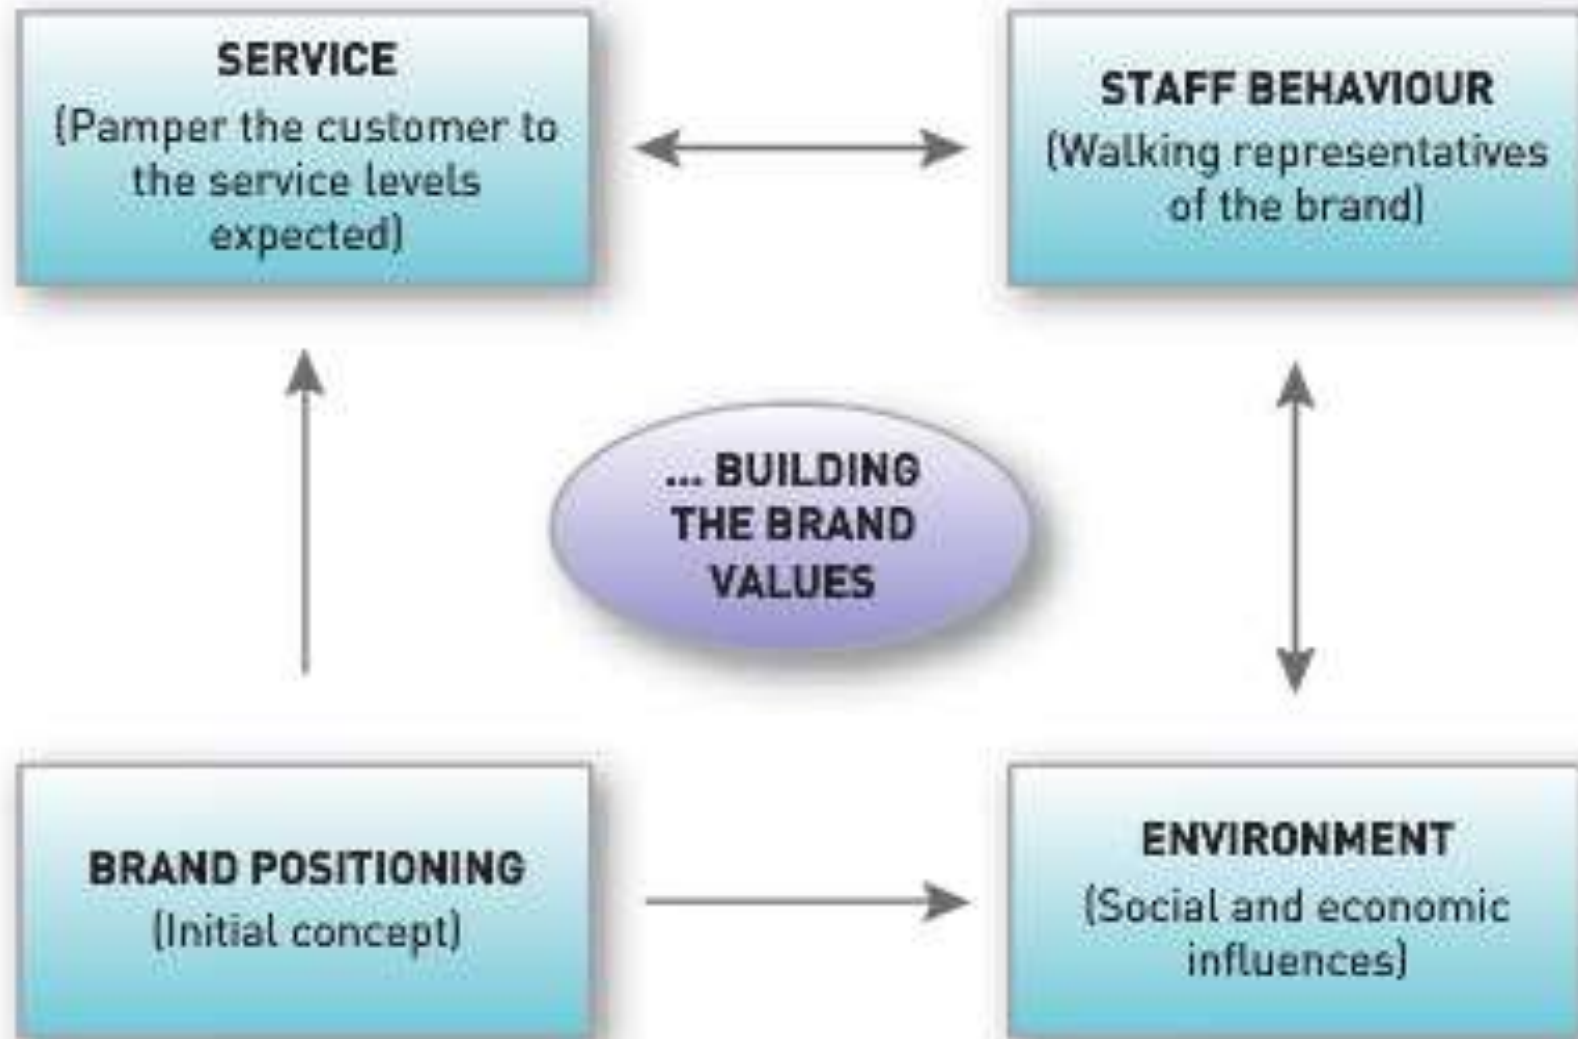 SERVICE
(Pamper the customer to
the service levels
expected)
STAFF BEHAVIOUR
(Walking representatives
of the brand)
... BUILDING
THE BRAND
VALUES
BRAND POSITIONING
(Initial concept)
ENVIRONMENT
(Social and economic
influences)